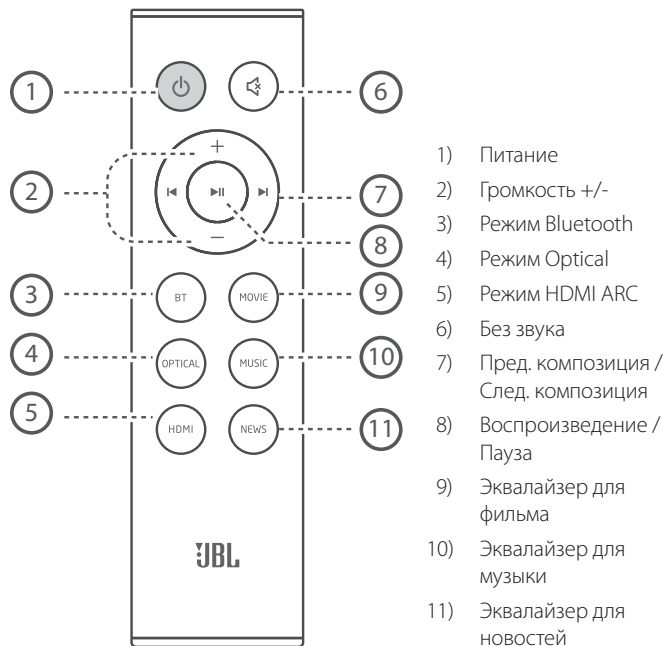 1
6
2
7
8
3
BT
MOVIE
9
4
OPTICAL
MUSIC
10
5
HDMI
NEWS
11
JBL
1) Питание
2) Громкость +/-
3) Режим Bluetooth
4) Режим Optical
5) Режим HDMI ARC
6) Без звука
7) Пред. композиция /
След. композиция
8) Воспроизведение /
Пауза
9) Эквалайзер для
фильма
10) Эквалайзер для
музыки
11) Эквалайзер для
новостей